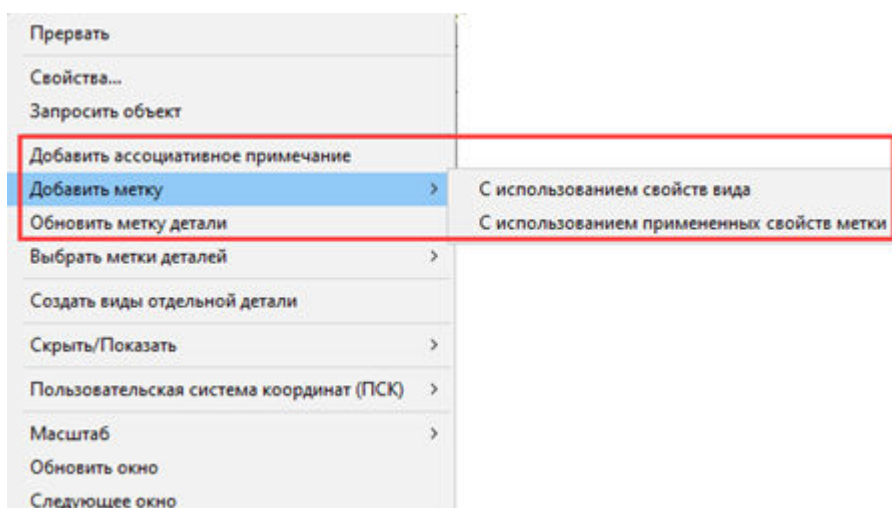 Прервать
Свойства...
Запросить объект
Добавить ассоциативное примечание
Добавить метку
С использованием свойств вида
Обновить метку детали
С использованием примененных свойств метки
Выбрать метки деталей
Создать виды отдельной детали
Скрыть/Показать
Пользовательская система координат (ПСК)
Масштаб
Обновить окно
Следующее окно